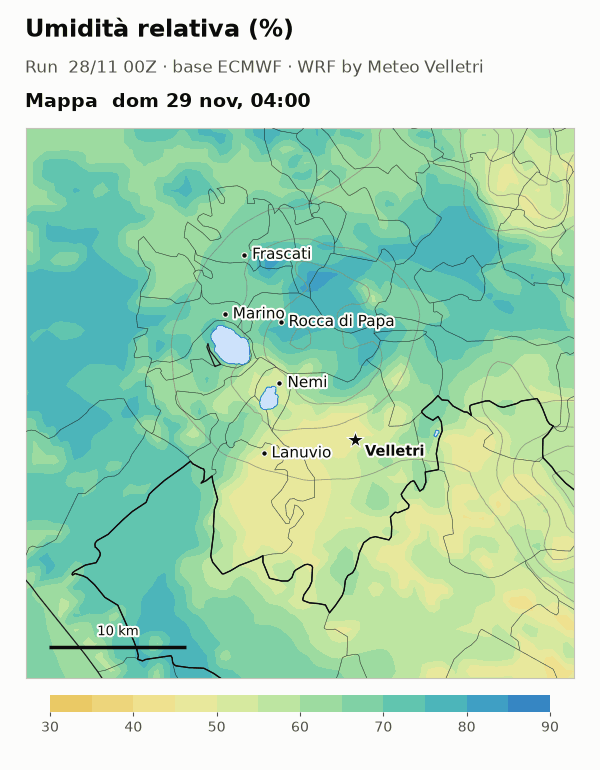 Umidità relativa (%)
Run  28/11 00Z · base ECMWF · WRF by Meteo Velletri
Mappa  dom 29 nov, 04:00
Frascati
Marino
Rocca di Papa
Nemi
Velletri
Lanuvio
10 km
30 40 50 60 70 80 90